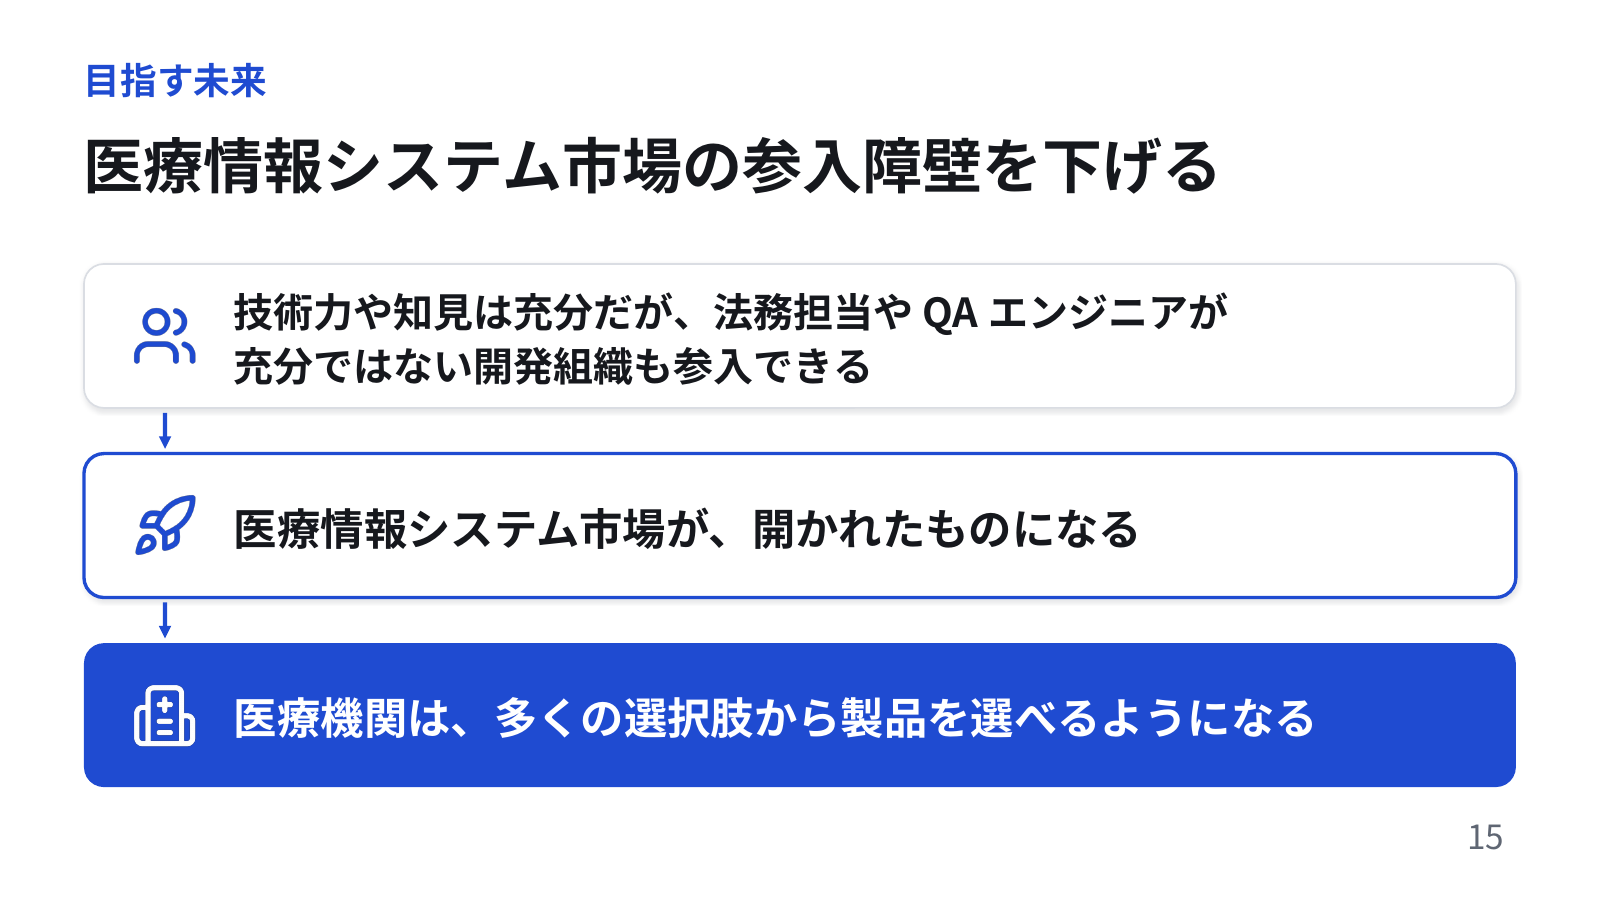 目指す未来
医療情報システム市場の参入障壁を下げる
技術力や知見は充分だが、法務担当や QA エンジニアが
充分ではない開発組織も参入できる
医療情報システム市場が、開かれたものになる
医療機関は、多くの選択肢から製品を選べるようになる
15